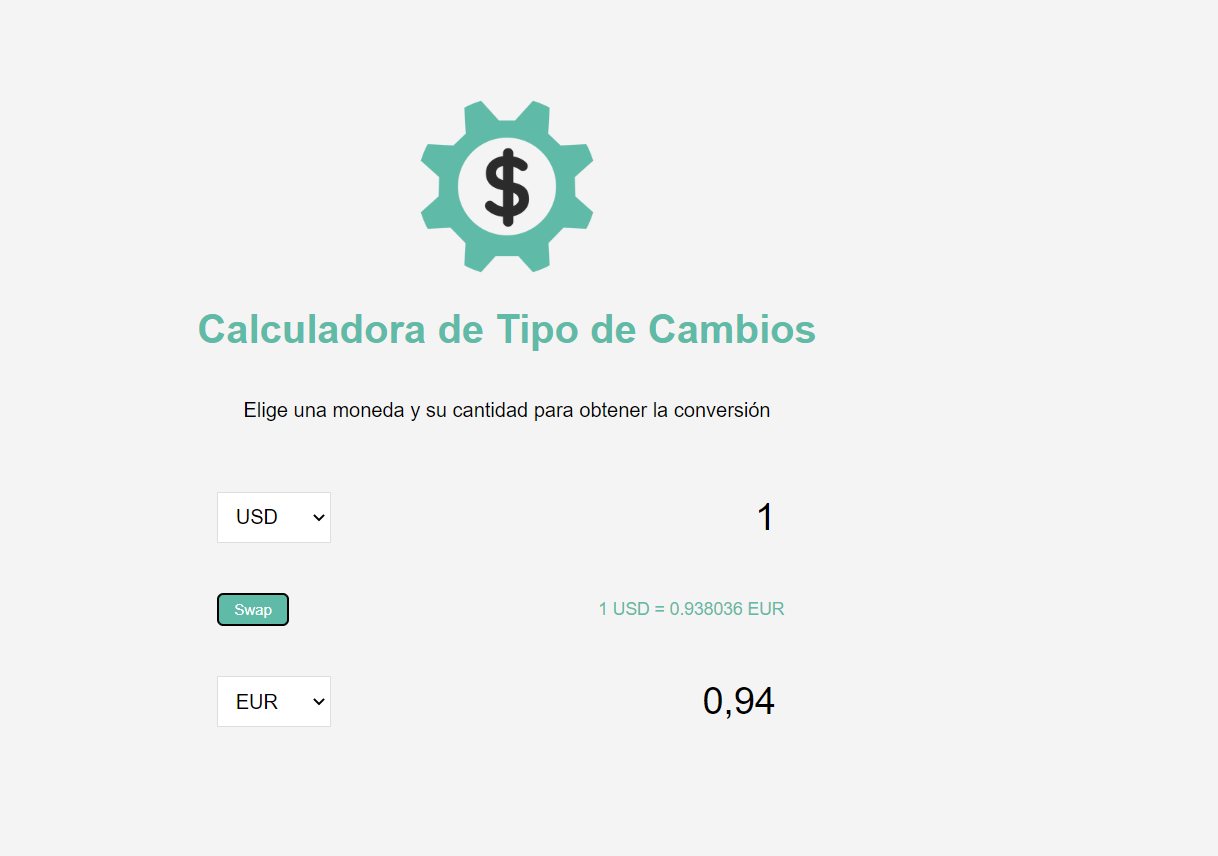 $
Calculadora de Tipo de Cambios
Elige una moneda y su cantidad para obtener la conversión
USD 1
Swap 1 USD = 0.938036 EUR
EUR 0,94